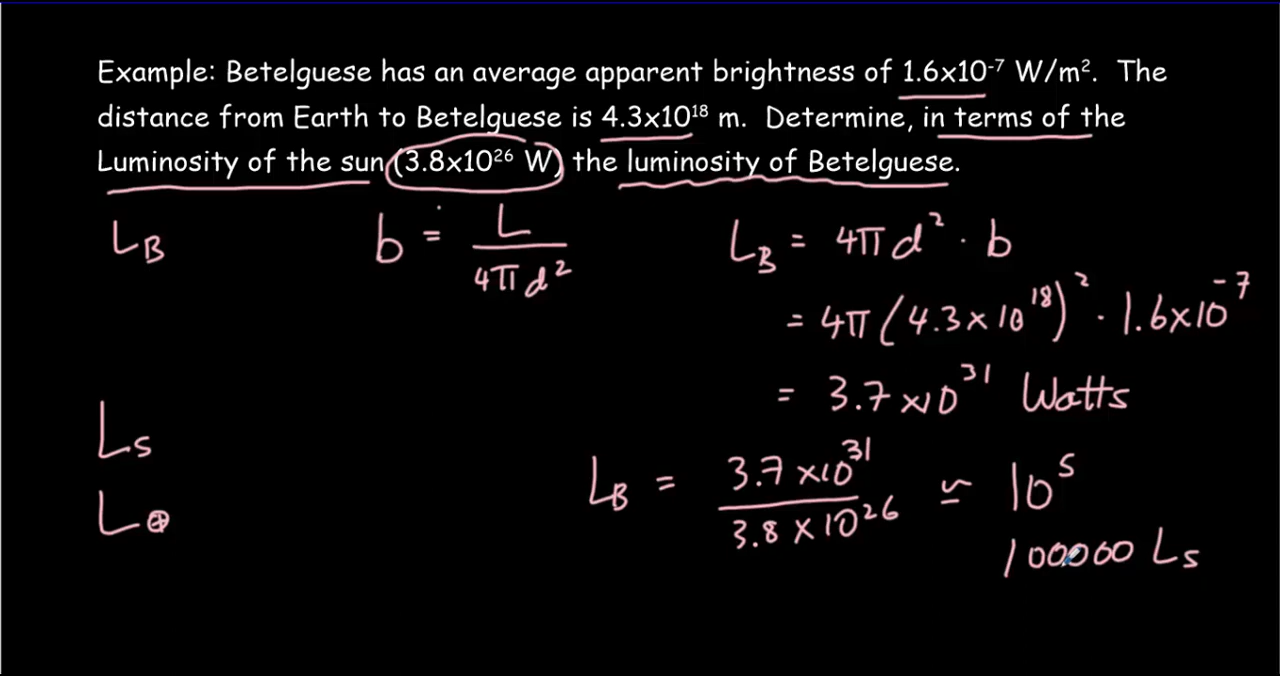 Example: Betelguese has an average apparent brightness of 1.6x10⁻⁷ W/m². The
distance from Earth to Betelguese is 4.3x10¹⁸ m. Determine, in terms of the
Luminosity of the sun (3.8x10²⁶ W) the luminosity of Betelguese.
L_B
b = L / 4π d²
L_B = 4π d² · b
= 4π (4.3 × 10¹⁸)² · 1.6×10⁻⁷
= 3.7 ×10³¹ Watts
L_S
L_⊕
L_B = 3.7 ×10³¹ / 3.8 × 10²⁶ ≃ 10⁵
100000 L_S